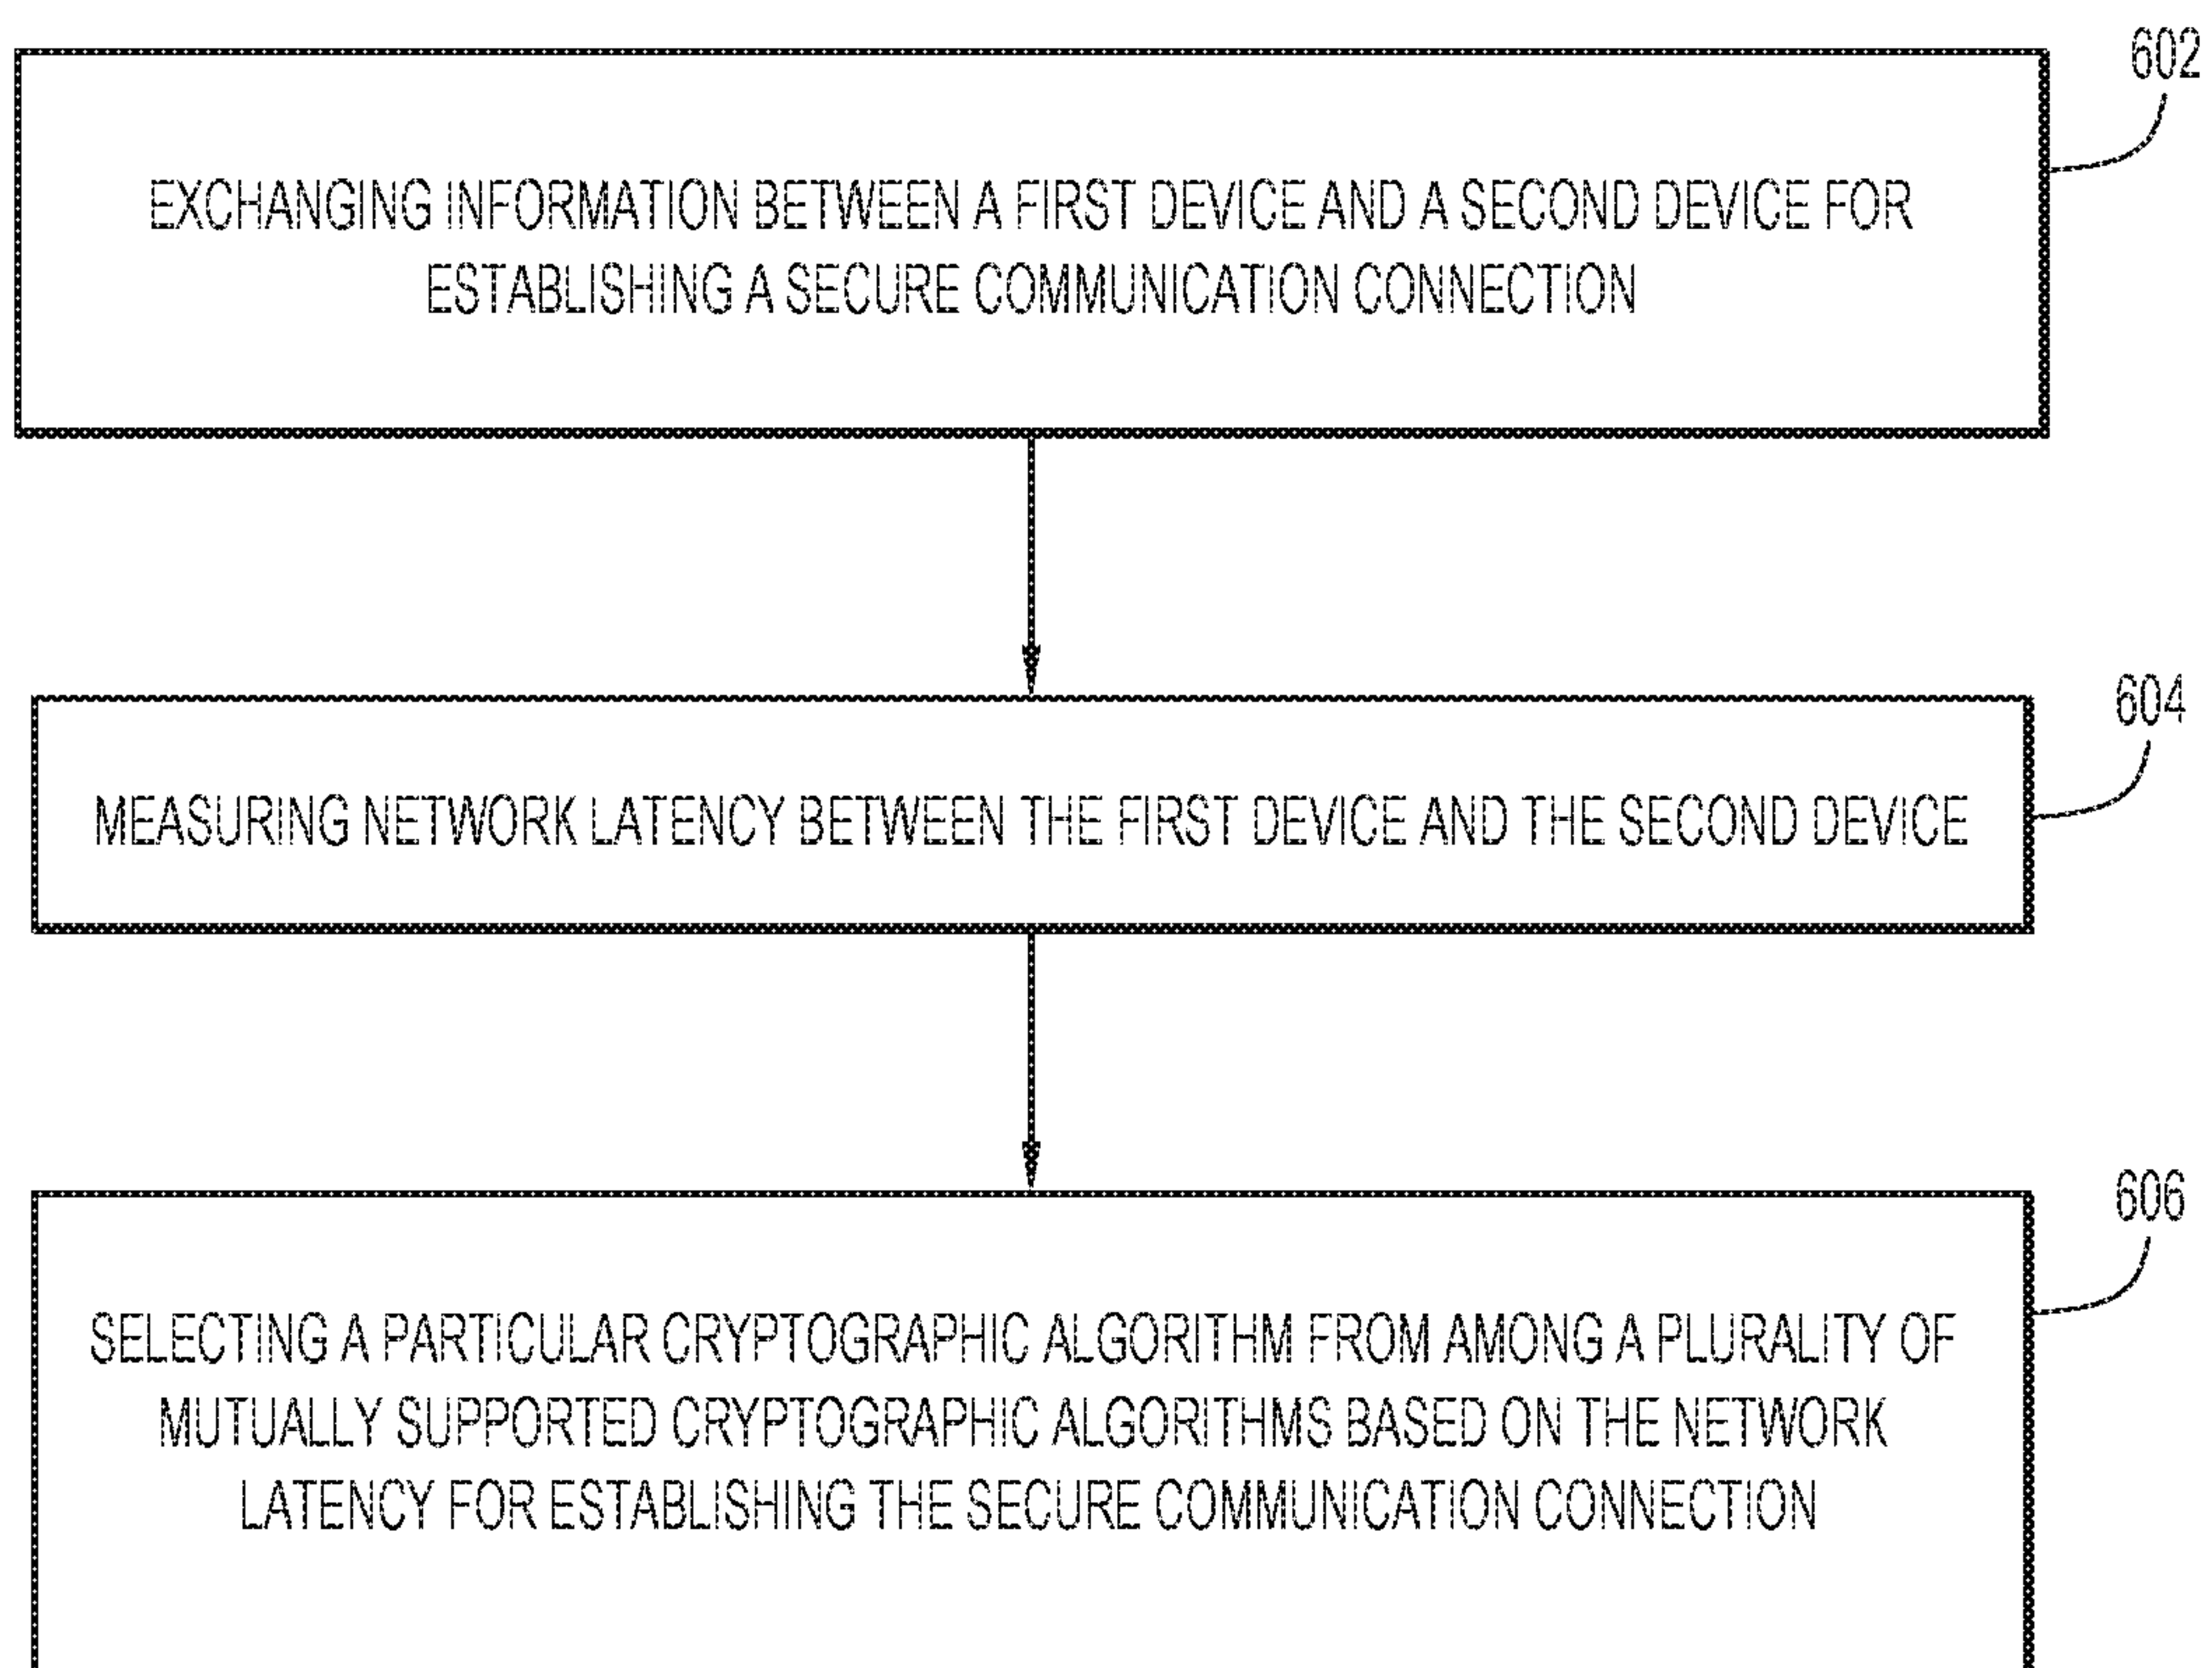 602
EXCHANGING INFORMATION BETWEEN A FIRST DEVICE AND A SECOND DEVICE FOR
ESTABLISHING A SECURE COMMUNICATION CONNECTION
604
MEASURING NETWORK LATENCY BETWEEN THE FIRST DEVICE AND THE SECOND DEVICE
606
SELECTING A PARTICULAR CRYPTOGRAPHIC ALGORITHM FROM AMONG A PLURALITY OF
MUTUALLY SUPPORTED CRYPTOGRAPHIC ALGORITHMS BASED ON THE NETWORK
LATENCY FOR ESTABLISHING THE SECURE COMMUNICATION CONNECTION